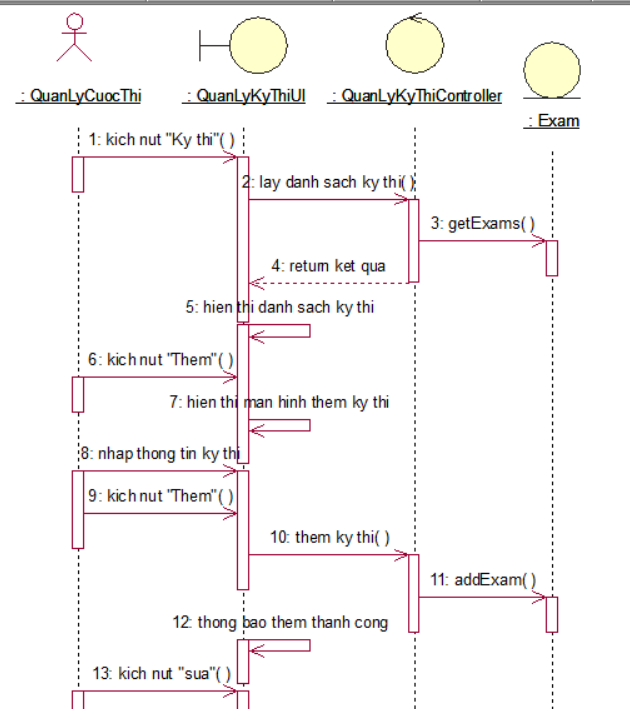 : QuanLyCuocThi
: QuanLyKyThiUI
: QuanLyKyThiController
: Exam
1: kich nut "Ky thi"( )
2: lay danh sach ky thi( )
3: getExams( )
4: return ket qua
5: hien thi danh sach ky thi
6: kich nut "Them"( )
7: hien thi man hinh them ky thi
8: nhap thong tin ky thi
9: kich nut "Them"( )
10: them ky thi( )
11: addExam( )
12: thong bao them thanh cong
13: kich nut "sua"( )